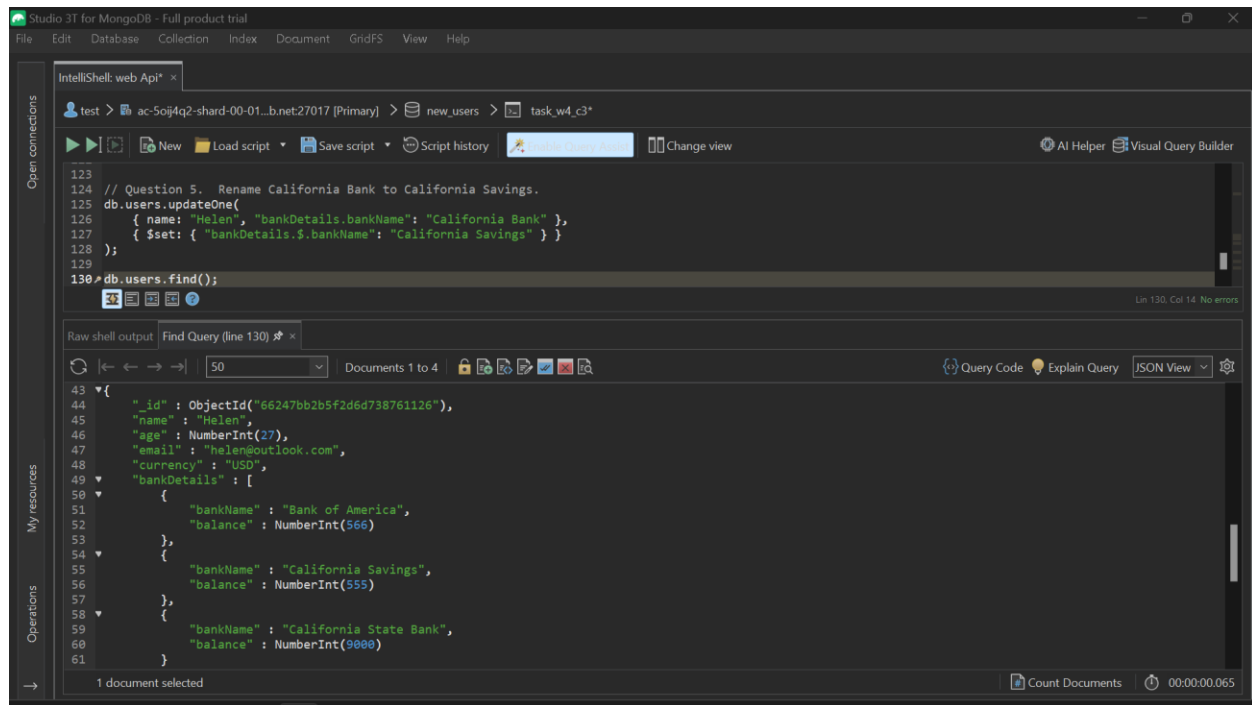 Studio 3T for MongoDB - Full product trial
File Edit Database Collection Index Document GridFS View Help
IntelliShell: web Api* ×
test > ac-5oij4q2-shard-00-01...b.net:27017 [Primary] > new_users > task_w4_c3*
New Load script Save script Script history Enable Query Assist Change view AI Helper Visual Query Builder
Open connections
123
124 // Question 5.  Rename California Bank to California Savings.
125 db.users.updateOne(
126     { name: "Helen", "bankDetails.bankName": "California Bank" },
127     { $set: { "bankDetails.$.bankName": "California Savings" } }
128 );
129
130 db.users.find();
Lin 130, Col 14 No errors
Raw shell output Find Query (line 130) ×
50 Documents 1 to 4 Query Code Explain Query JSON View
43 {
44     "_id" : ObjectId("66247bb2b5f2d6d738761126"),
45     "name" : "Helen",
46     "age" : NumberInt(27),
47     "email" : "helen@outlook.com",
48     "currency" : "USD",
49     "bankDetails" : [
50         {
51             "bankName" : "Bank of America",
52             "balance" : NumberInt(566)
53         },
54         {
55             "bankName" : "California Savings",
56             "balance" : NumberInt(555)
57         },
58         {
59             "bankName" : "California State Bank",
60             "balance" : NumberInt(9000)
61         }
My resources
Operations
1 document selected Count Documents 00:00:00.065